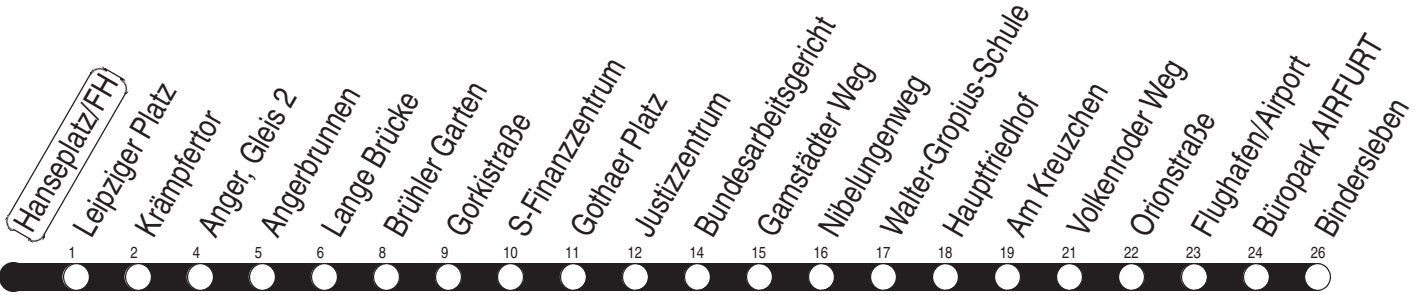 Hanseplatz/FH
Leipziger Platz
Krämpfertor
Anger, Gleis 2
Angerbrunnen
Lange Brücke
Brühler Garten
Gorkistraße
S-Finanzzentrum
Gothaer Platz
Justizzentrum
Bundesarbeitsgericht
Gamstädter Weg
Nibelungenweg
Walter-Gropius-Schule
Hauptfriedhof
Am Kreuzchen
Volkenroder Weg
Orionstraße
Flughafen/Airport
Büropark AIRFURT
Bindersleben
1 2 4 5 6 8 9 10 11 12 14 15 16 17 18 19 21 22 23 24 26